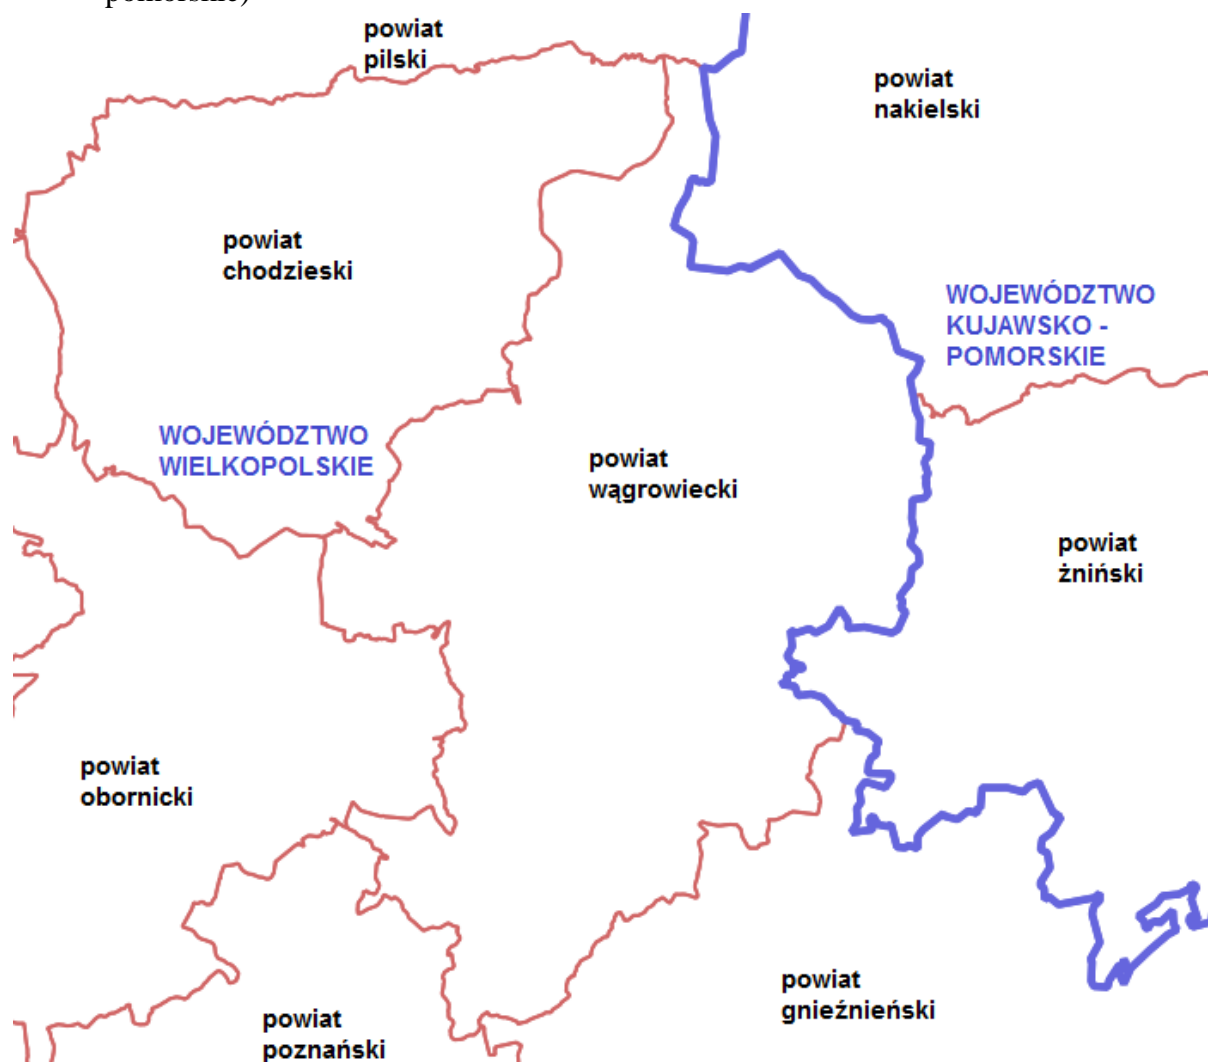 pomorskie)
powiat
pilski
powiat
nakielski
powiat
chodzieski
WOJEWÓDZTWO
KUJAWSKO -
POMORSKIE
WOJEWÓDZTWO
WIELKOPOLSKIE
powiat
wągrowiecki
powiat
żniński
powiat
obornicki
powiat
gnieźnieński
powiat
poznański